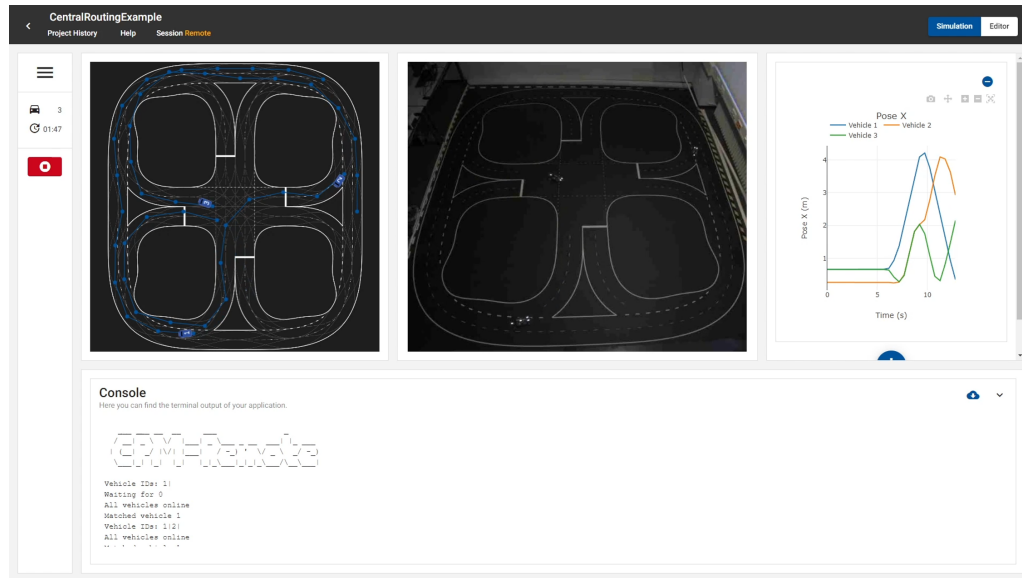 CentralRoutingExample
Project History Help Session Remote
Simulation Editor
3
01:47
Pose X
Vehicle 1 Vehicle 2
Vehicle 3
4
3
2
1
Pose X (m)
0 5 10
Time (s)
Console
Here you can find the terminal output of your application.
CPM-Remote
Vehicle IDs: 1|
Waiting for 0
All vehicles online
Matched vehicle 1
Vehicle IDs: 1|2|
All vehicles online